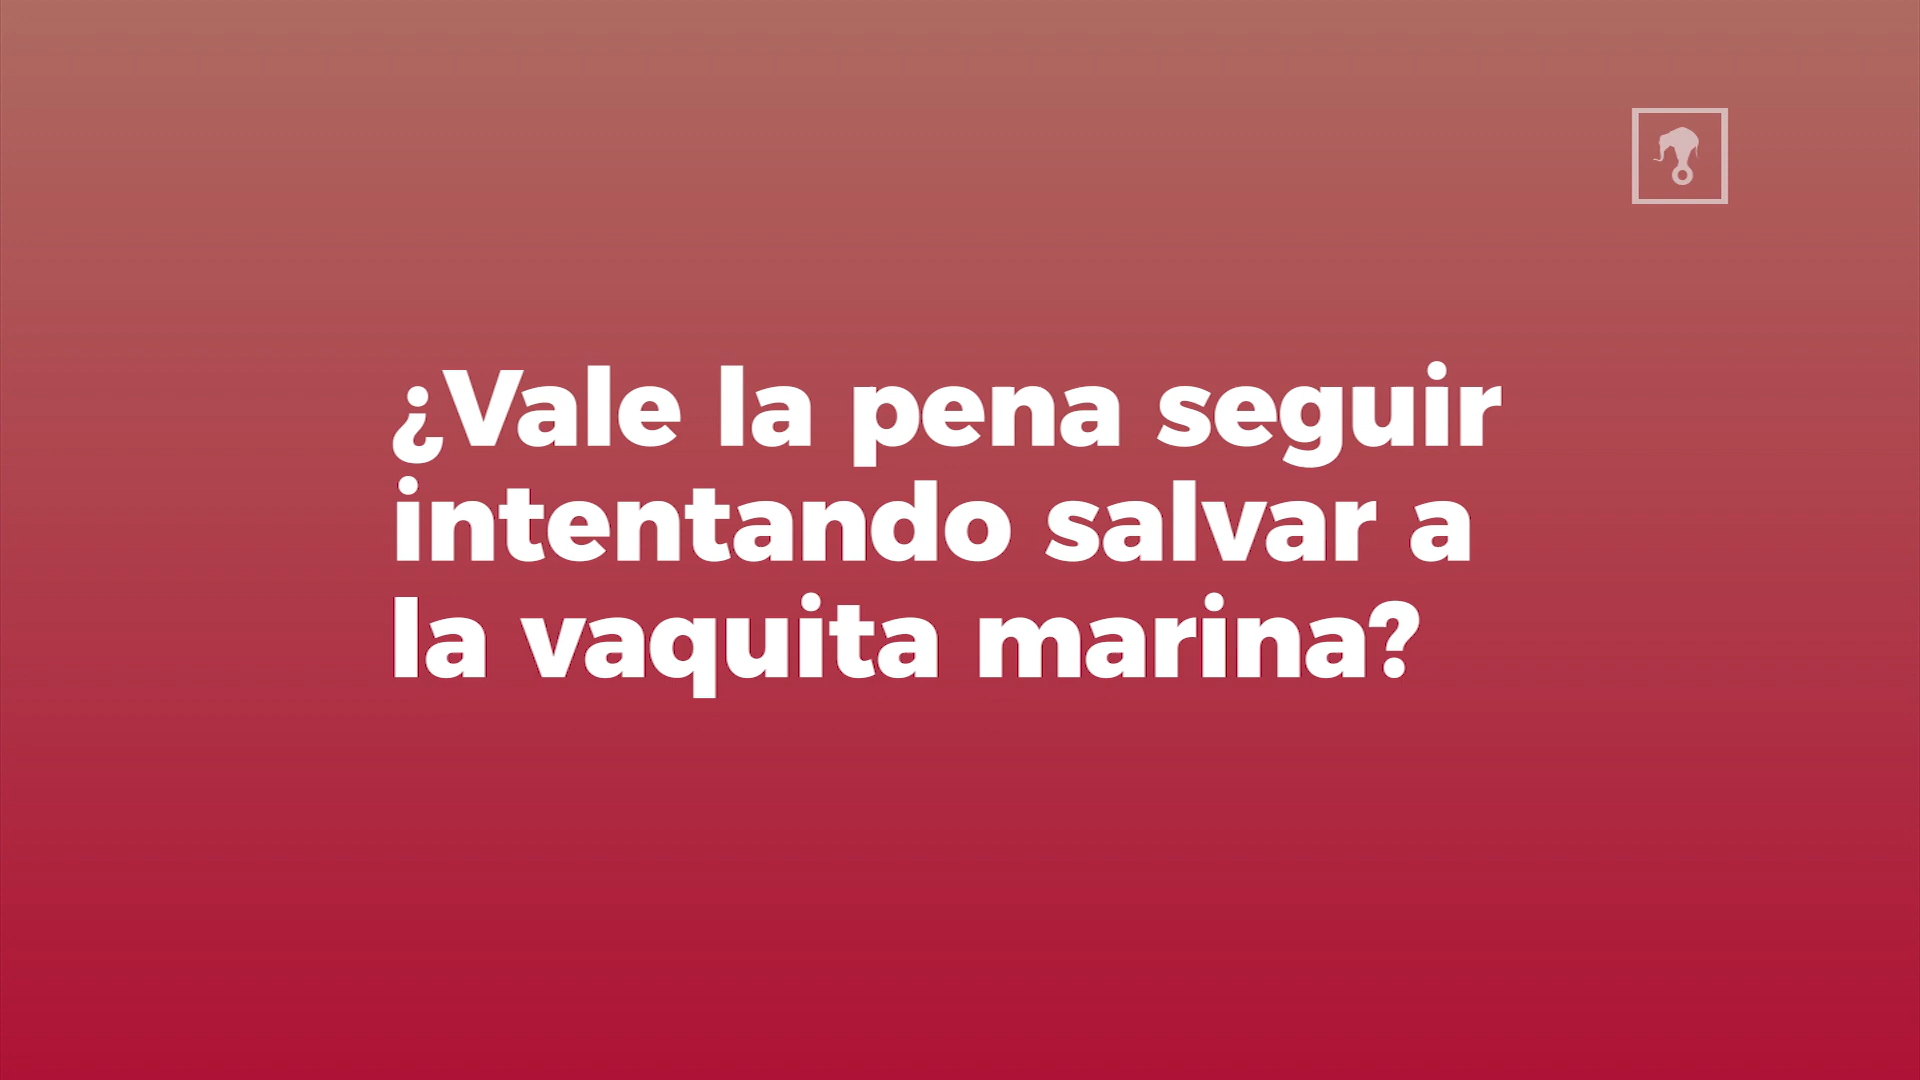 ¿Vale la pena seguir
intentando salvar a
la vaquita marina?